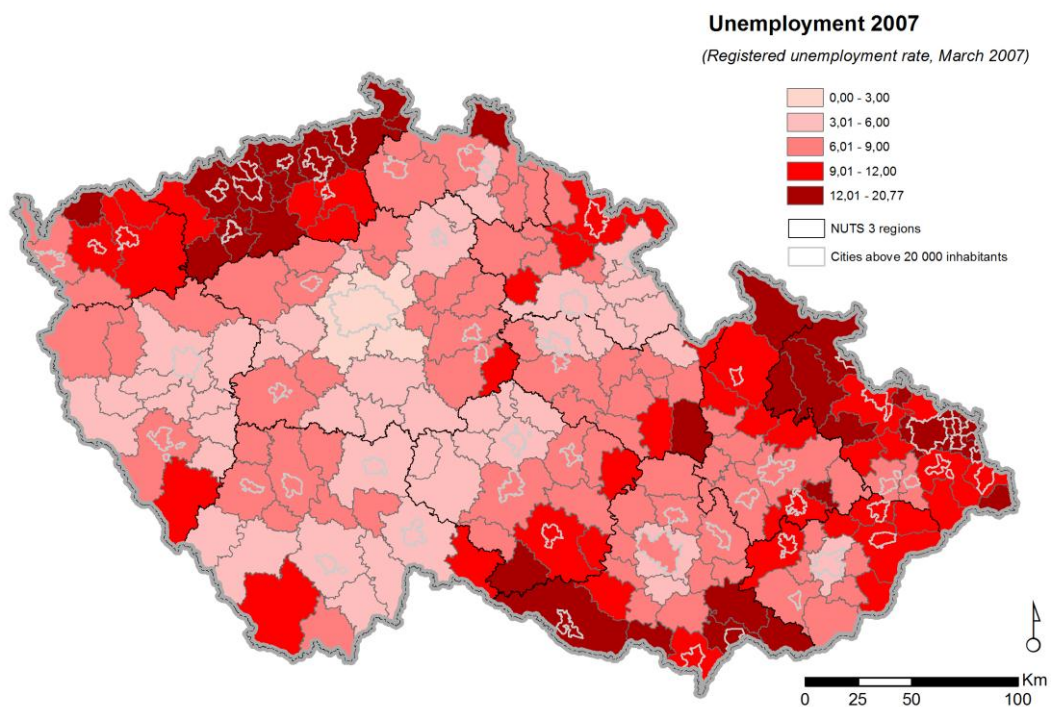 Unemployment 2007
(Registered unemployment rate, March 2007)
0,00 - 3,00
3,01 - 6,00
6,01 - 9,00
9,01 - 12,00
12,01 - 20,77
NUTS 3 regions
Cities above 20 000 inhabitants
Km
0 25 50 100